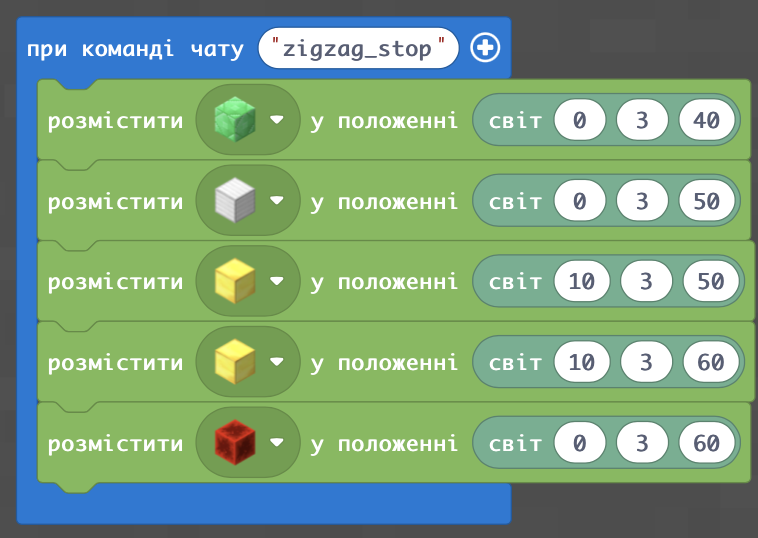 при команді чату "zigzag_stop"
розмістити у положенні світ 0 3 40
розмістити у положенні світ 0 3 50
розмістити у положенні світ 10 3 50
розмістити у положенні світ 10 3 60
розмістити у положенні світ 0 3 60